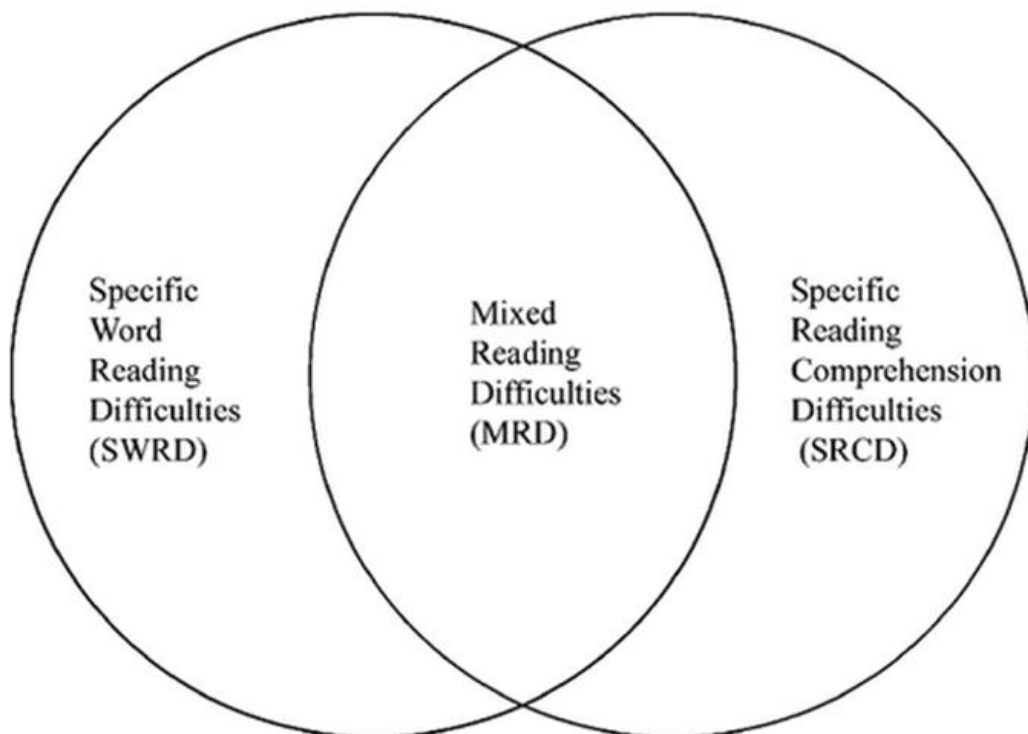 Specific
Word
Reading
Difficulties
(SWRD)
Mixed
Reading
Difficulties
(MRD)
Specific
Reading
Comprehension
Difficulties
(SRCD)